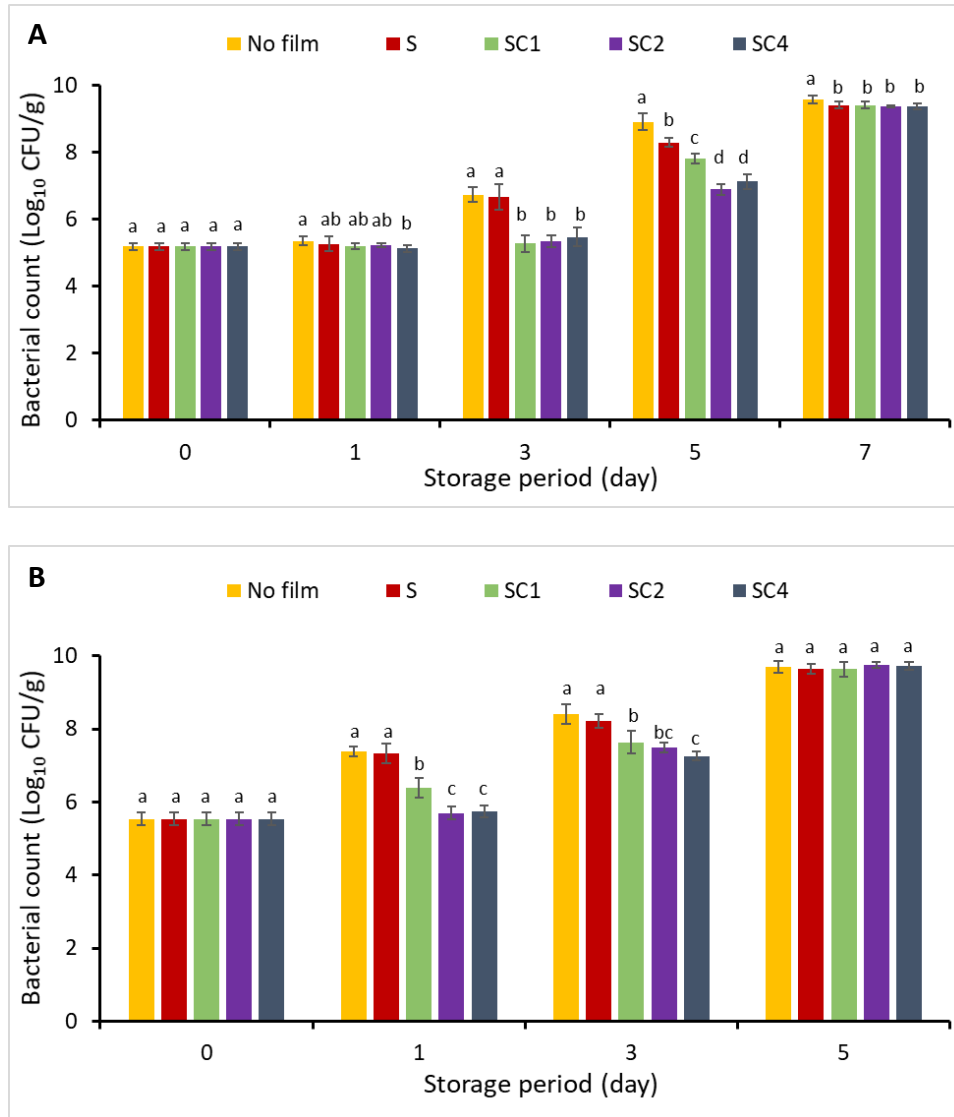 A
No film S SC1 SC2 SC4
Bacterial count (Log10 CFU/g)
10
8
6
4
2
0
a a a a a
a ab ab ab b
a a b b b
a b c d d
a b b b b
0 1 3 5 7
Storage period (day)
B
No film S SC1 SC2 SC4
Bacterial count (Log10 CFU/g)
10
8
6
4
2
0
a a a a a
a a b c c
a a b bc c
a a a a a
0 1 3 5
Storage period (day)